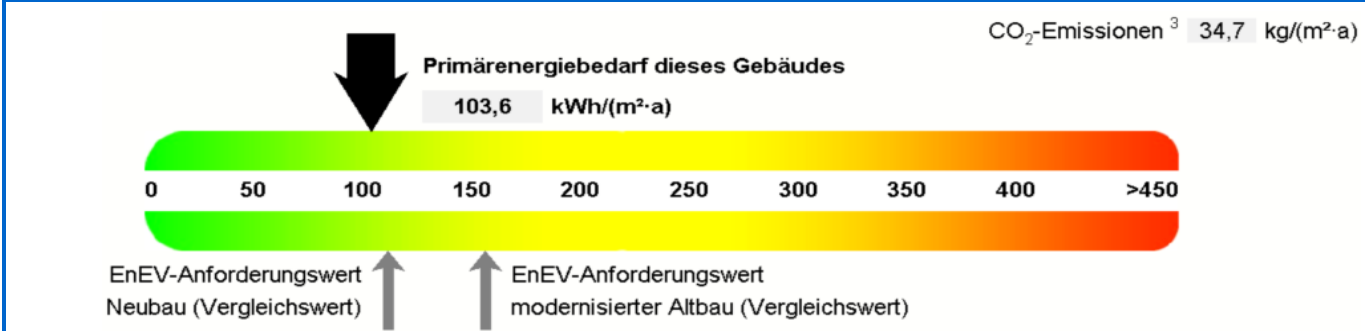 CO₂-Emissionen ³ 34,7 kg/(m²·a)
Primärenergiebedarf dieses Gebäudes
103,6 kWh/(m²·a)
0 50 100 150 200 250 300 350 400 >450
EnEV-Anforderungswert
Neubau (Vergleichswert)
EnEV-Anforderungswert
modernisierter Altbau (Vergleichswert)